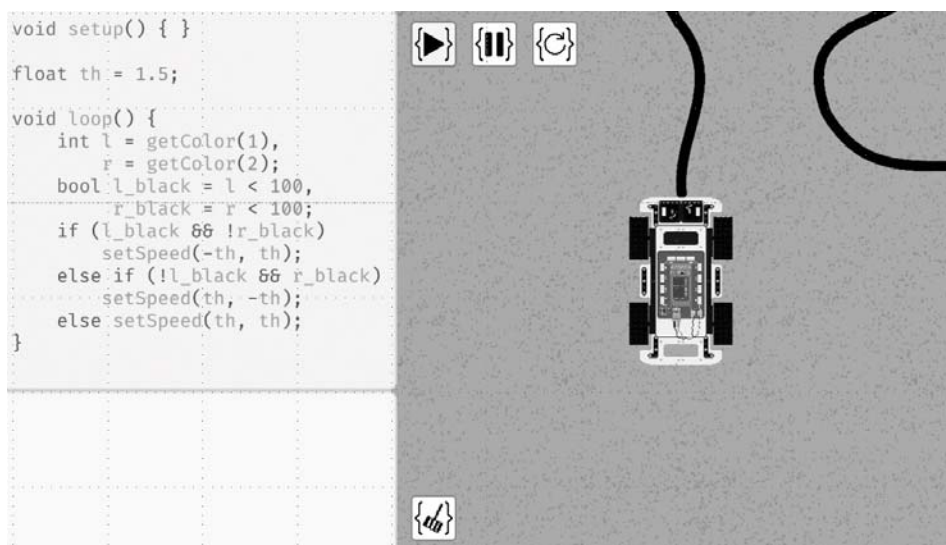 void setup() { }
float th = 1.5;
void loop() {
int l = getColor(1),
r = getColor(2);
bool l_black = l < 100,
r_black = r < 100;
if (l_black && !r_black)
setSpeed(-th, th);
else if (!l_black && r_black)
setSpeed(th, -th);
else setSpeed(th, th);
}